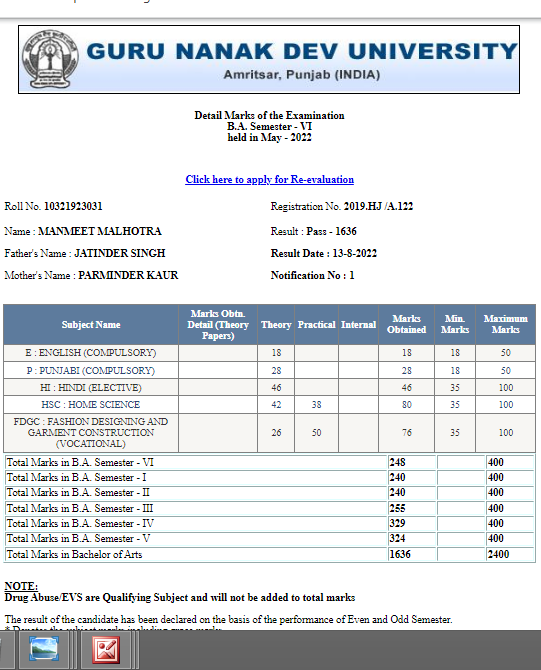 GURU NANAK DEV UNIVERSITY
Amritsar, Punjab (INDIA)
Detail Marks of the Examination
B.A. Semester - VI
held in May - 2022
Click here to apply for Re-evaluation
Roll No. 10321923031 Registration No. 2019.HJ /A.122
Name : MANMEET MALHOTRA Result : Pass - 1636
Father's Name : JATINDER SINGH Result Date : 13-8-2022
Mother's Name : PARMINDER KAUR Notification No : 1
Subject Name Marks Obtn. Detail (Theory Papers) Theory Practical Internal Marks Obtained Min. Marks Maximum Marks
E : ENGLISH (COMPULSORY) 18 18 18 50
P : PUNJABI (COMPULSORY) 28 28 18 50
HI : HINDI (ELECTIVE) 46 46 35 100
HSC : HOME SCIENCE 42 38 80 35 100
FDGC : FASHION DESIGNING AND GARMENT CONSTRUCTION (VOCATIONAL) 26 50 76 35 100
Total Marks in B.A. Semester - VI 248 400
Total Marks in B.A. Semester - I 240 400
Total Marks in B.A. Semester - II 240 400
Total Marks in B.A. Semester - III 255 400
Total Marks in B.A. Semester - IV 329 400
Total Marks in B.A. Semester - V 324 400
Total Marks in Bachelor of Arts 1636 2400
NOTE:
Drug Abuse/EVS are Qualifying Subject and will not be added to total marks
The result of the candidate has been declared on the basis of the performance of Even and Odd Semester.